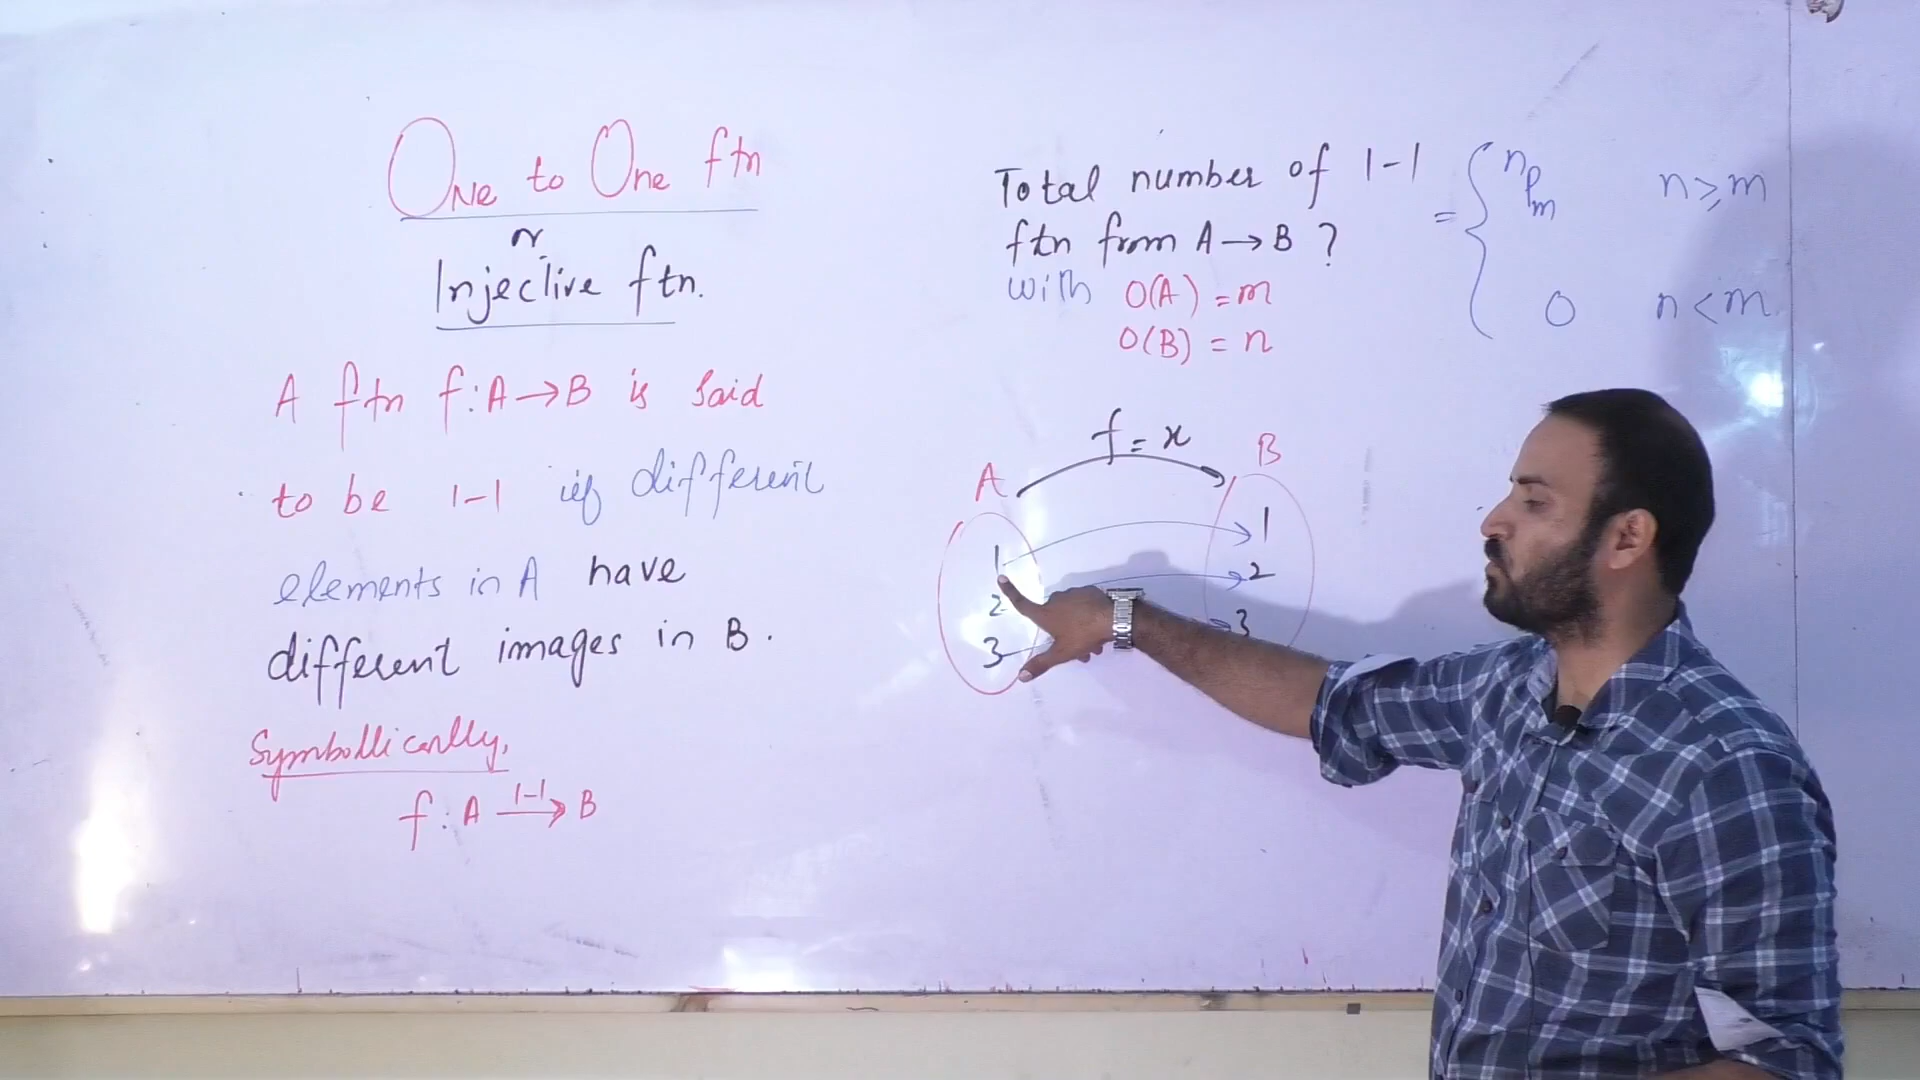 One to One ftn
or
Injective ftn.
A ftn f: A→B is said
to be 1-1 if different
elements in A have
different images in B.
Symbollically,
f: A 1-1→ B
Total number of 1-1
ftn from A→B ?
with O(A) = m
O(B) = n
= { nPm n≥m
0 n<m
f = x
A B
1 1
2 2
3 3